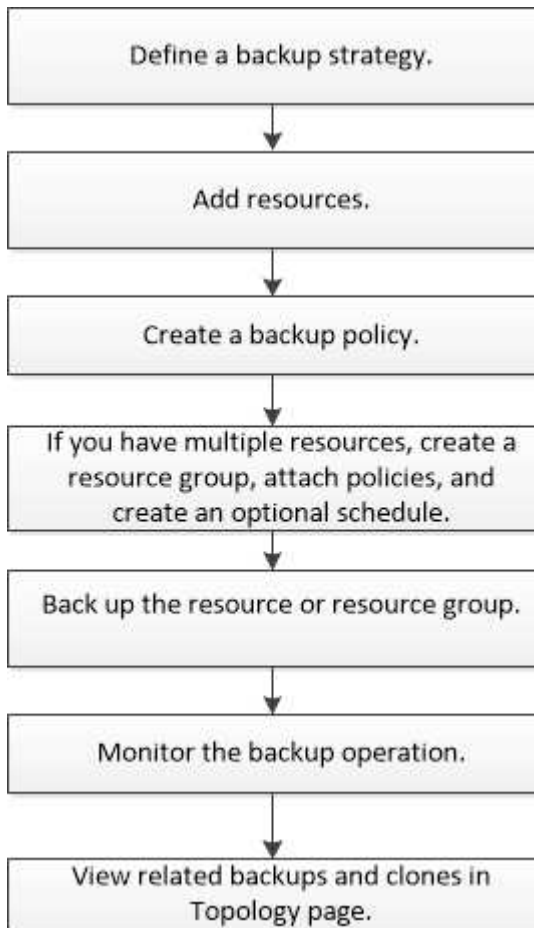 Define a backup strategy.
Add resources.
Create a backup policy.
If you have multiple resources, create a
resource group, attach policies, and
create an optional schedule.
Back up the resource or resource group.
Monitor the backup operation.
View related backups and clones in
Topology page.